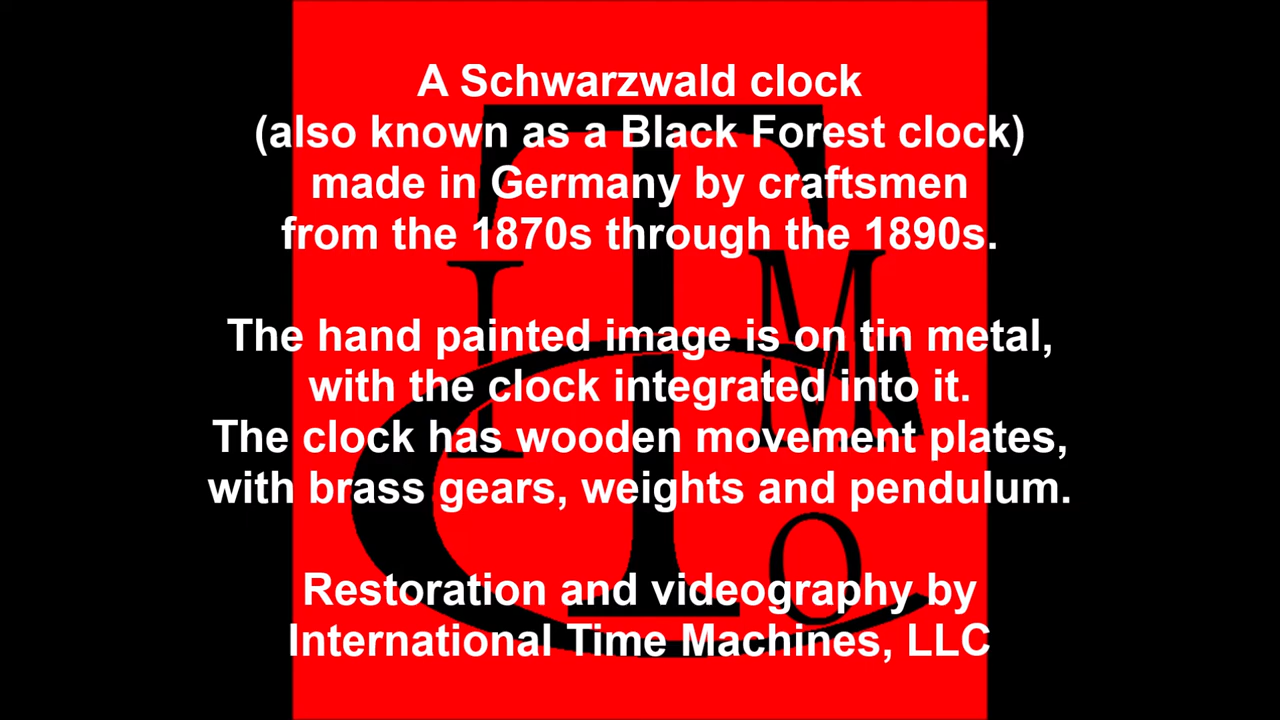 A Schwarzwald clock
(also known as a Black Forest clock)
made in Germany by craftsmen
from the 1870s through the 1890s.
The hand painted image is on tin metal,
with the clock integrated into it.
The clock has wooden movement plates,
with brass gears, weights and pendulum.
Restoration and videography by
International Time Machines, LLC